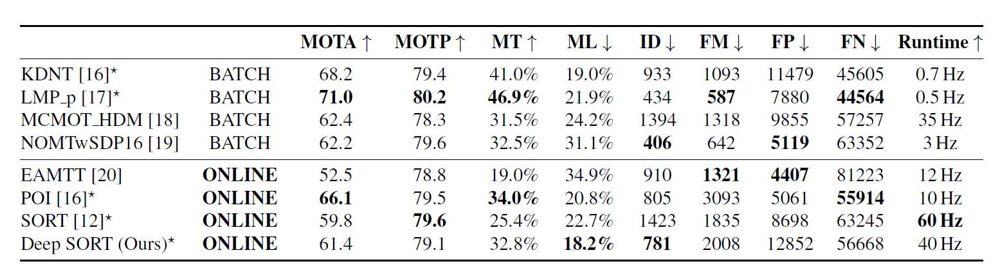 MOTA ↑ MOTP ↑ MT ↑ ML ↓ ID ↓ FM ↓ FP ↓ FN ↓ Runtime ↑
KDNT [16]⋆ BATCH 68.2 79.4 41.0% 19.0% 933 1093 11479 45605 0.7 Hz
LMP_p [17]⋆ BATCH 71.0 80.2 46.9% 21.9% 434 587 7880 44564 0.5 Hz
MCMOT_HDM [18] BATCH 62.4 78.3 31.5% 24.2% 1394 1318 9855 57257 35 Hz
NOMTwSDP16 [19] BATCH 62.2 79.6 32.5% 31.1% 406 642 5119 63352 3 Hz
EAMTT [20] ONLINE 52.5 78.8 19.0% 34.9% 910 1321 4407 81223 12 Hz
POI [16]⋆ ONLINE 66.1 79.5 34.0% 20.8% 805 3093 5061 55914 10 Hz
SORT [12]⋆ ONLINE 59.8 79.6 25.4% 22.7% 1423 1835 8698 63245 60 Hz
Deep SORT (Ours)⋆ ONLINE 61.4 79.1 32.8% 18.2% 781 2008 12852 56668 40 Hz